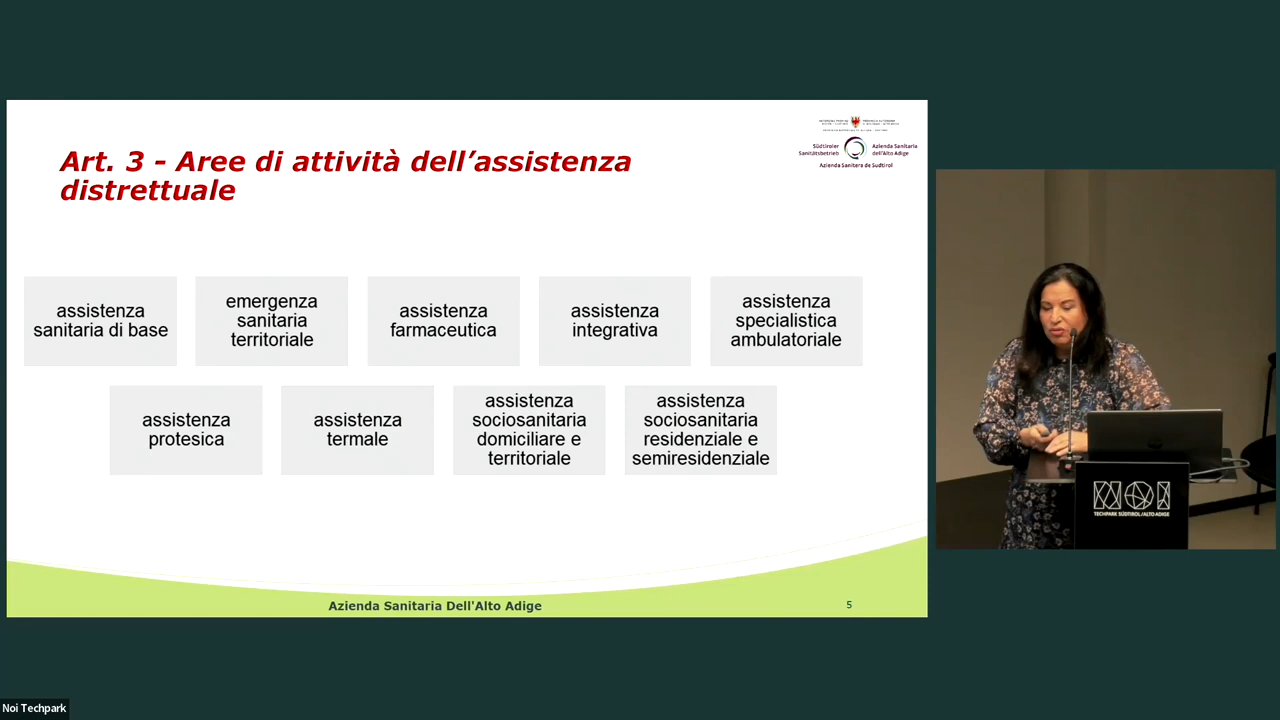 Art. 3 - Aree di attività dell’assistenza
distrettuale
Südtiroler
Sanitätsbetrieb
Azienda Sanitaria
dell'Alto Adige
Azienda Sanitera de Sudtirol
assistenza
sanitaria di base
emergenza
sanitaria
territoriale
assistenza
farmaceutica
assistenza
integrativa
assistenza
specialistica
ambulatoriale
assistenza
protesica
assistenza
termale
assistenza
sociosanitaria
domiciliare e
territoriale
assistenza
sociosanitaria
residenziale e
semiresidenziale
Azienda Sanitaria Dell'Alto Adige
5
NOI
TECHPARK SÜDTIROL/ALTO ADIGE
Noi Techpark